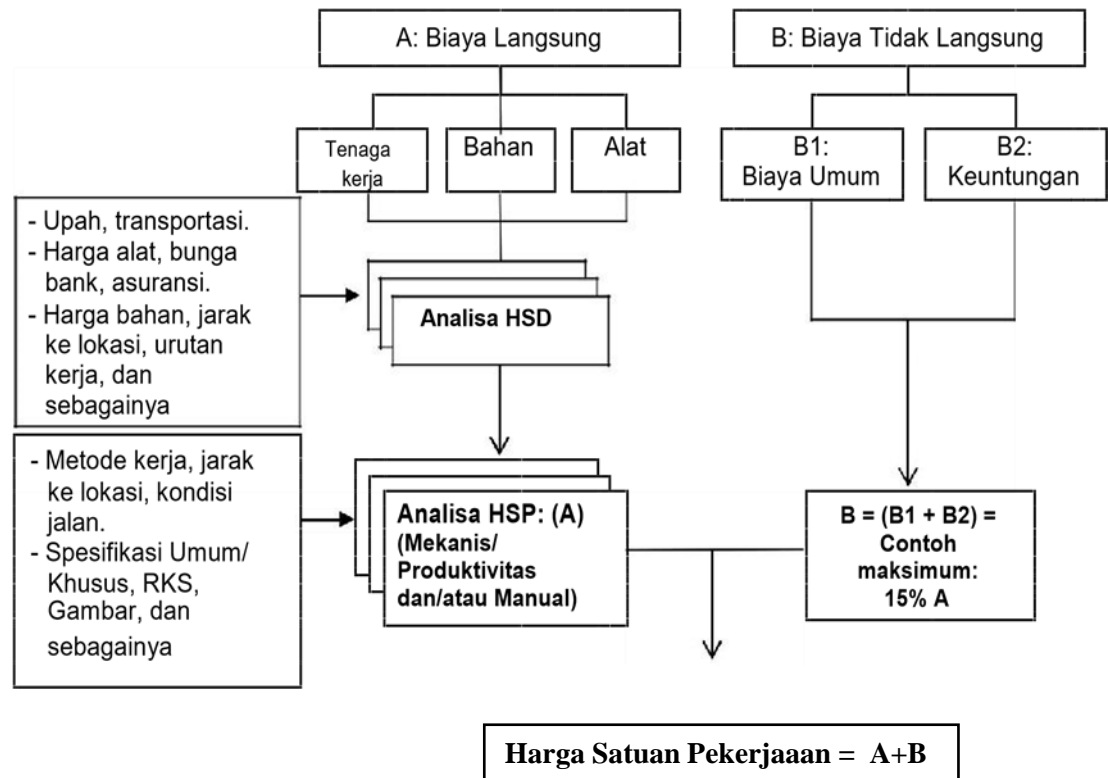 A: Biaya Langsung
B: Biaya Tidak Langsung
Tenaga
kerja
Bahan
Alat
B1:
Biaya Umum
B2:
Keuntungan
- Upah, transportasi.
- Harga alat, bunga
bank, asuransi.
- Harga bahan, jarak
ke lokasi, urutan
kerja, dan
sebagainya
Analisa HSD
- Metode kerja, jarak
ke lokasi, kondisi
jalan.
- Spesifikasi Umum/
Khusus, RKS,
Gambar, dan
sebagainya
Analisa HSP: (A)
(Mekanis/
Produktivitas
dan/atau Manual)
B = (B1 + B2) =
Contoh
maksimum:
15% A
Harga Satuan Pekerjaaan = A+B